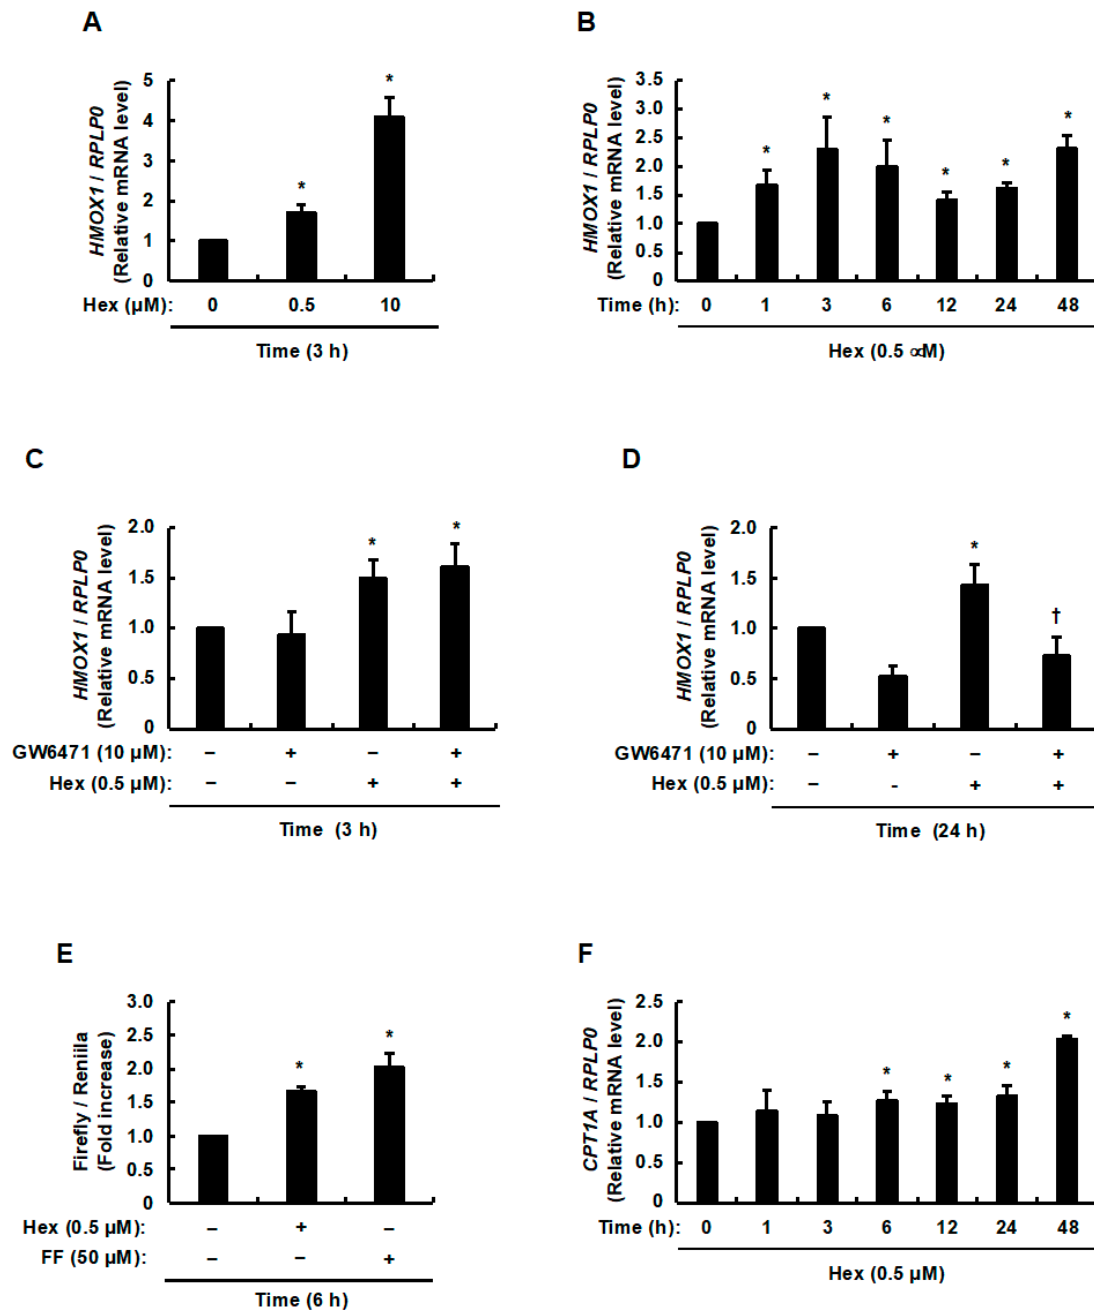 A
HMOX1 / RPLP0
(Relative mRNA level)
5
4
3
2
1
0
*
*
Hex (µM): 0 0.5 10
Time (3 h)
B
HMOX1 / RPLP0
(Relative mRNA level)
3.5
3.0
2.5
2.0
1.5
1.0
0.5
0
* * * * * *
Time (h): 0 1 3 6 12 24 48
Hex (0.5 ∝M)
C
HMOX1 / RPLP0
(Relative mRNA level)
2.0
1.5
1.0
0.5
0
* *
GW6471 (10 µM): – + – +
Hex (0.5 µM): – – + +
Time (3 h)
D
HMOX1 / RPLP0
(Relative mRNA level)
2.0
1.5
1.0
0.5
0
* †
GW6471 (10 µM): – + – +
Hex (0.5 µM): – - + +
Time (24 h)
E
Firefly / Reniila
(Fold increase)
3.0
2.5
2.0
1.5
1.0
0.5
0
* *
Hex (0.5 µM): – + –
FF (50 µM): – – +
Time (6 h)
F
CPT1A / RPLP0
(Relative mRNA level)
2.5
2.0
1.5
1.0
0.5
0
* * * *
Time (h): 0 1 3 6 12 24 48
Hex (0.5 µM)